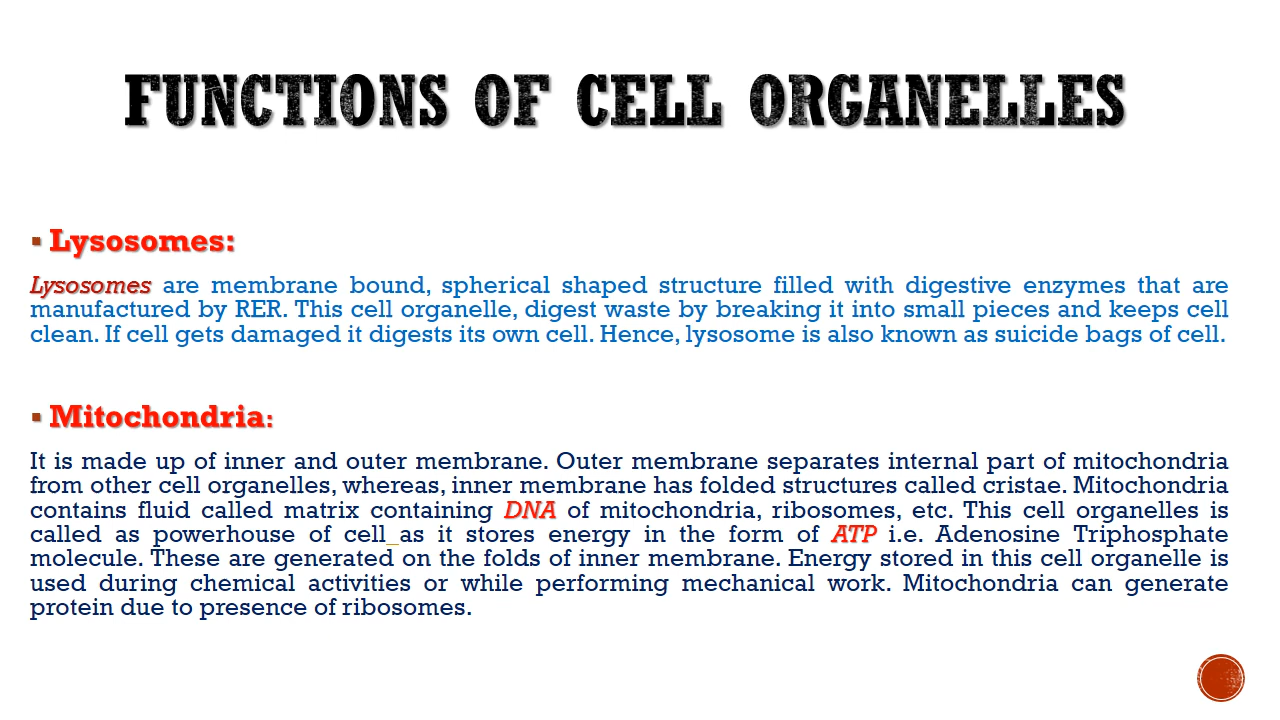 FUNCTIONS OF CELL ORGANELLES
▪ Lysosomes:
Lysosomes are membrane bound, spherical shaped structure filled with digestive enzymes that are
manufactured by RER. This cell organelle, digest waste by breaking it into small pieces and keeps cell
clean. If cell gets damaged it digests its own cell. Hence, lysosome is also known as suicide bags of cell.
▪ Mitochondria:
It is made up of inner and outer membrane. Outer membrane separates internal part of mitochondria
from other cell organelles, whereas, inner membrane has folded structures called cristae. Mitochondria
contains fluid called matrix containing DNA of mitochondria, ribosomes, etc. This cell organelles is
called as powerhouse of cell_as it stores energy in the form of ATP i.e. Adenosine Triphosphate
molecule. These are generated on the folds of inner membrane. Energy stored in this cell organelle is
used during chemical activities or while performing mechanical work. Mitochondria can generate
protein due to presence of ribosomes.